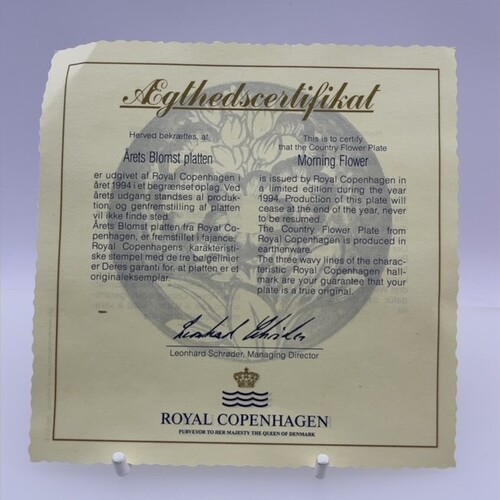 Ægthedscertifikat
Herved bekræftes, at
Årets Blomst platten
er udgivet af Royal Copenhagen i
året 1994 i et begrænset oplag. Ved
årets udgang standses al produk-
tion, og genfremstilling af platten
vil ikke finde sted.
Årets Blomst platten fra Royal Co-
penhagen, er fremstillet i fajance.
Royal Copenhagens karakteristi-
ske stempel med de tre bølgelinier
er Deres garanti for, at platten er et
originaleksemplar.
This is to certify
that the Country Flower Plate
Morning Flower
is issued by Royal Copenhagen in
a limited edition during the year
1994. Production of this plate will
cease at the end of the year, never
to be resumed.
The Country Flower Plate from
Royal Copenhagen is produced in
earthenware.
The three wavy lines of the charac-
teristic Royal Copenhagen hall-
mark are your guarantee that your
plate is a true original.
Leonhard Schrøder, Managing Director
ROYAL COPENHAGEN
PURVEYOR TO HER MAJESTY THE QUEEN OF DENMARK